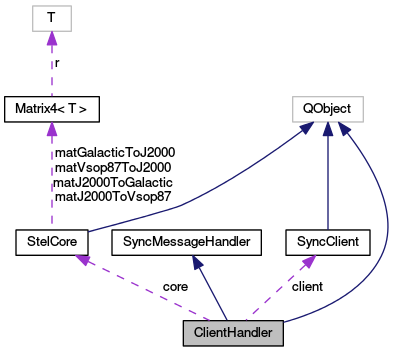 T
r
Matrix4< T >
QObject
matGalacticToJ2000
matVsop87ToJ2000
matJ2000ToGalactic
matJ2000ToVsop87
StelCore
SyncMessageHandler
SyncClient
core
client
ClientHandler